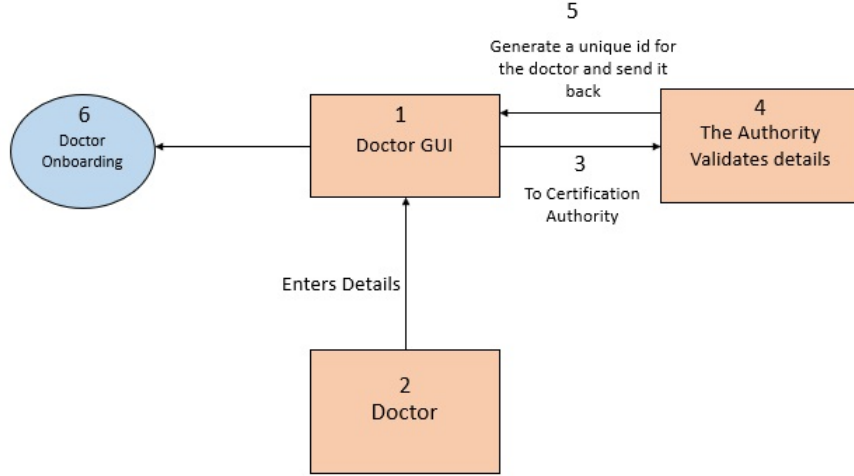 5
Generate a unique id for
the doctor and send it
back
6
Doctor
Onboarding
1
Doctor GUI
4
The Authority
Validates details
3
To Certification
Authority
Enters Details
2
Doctor